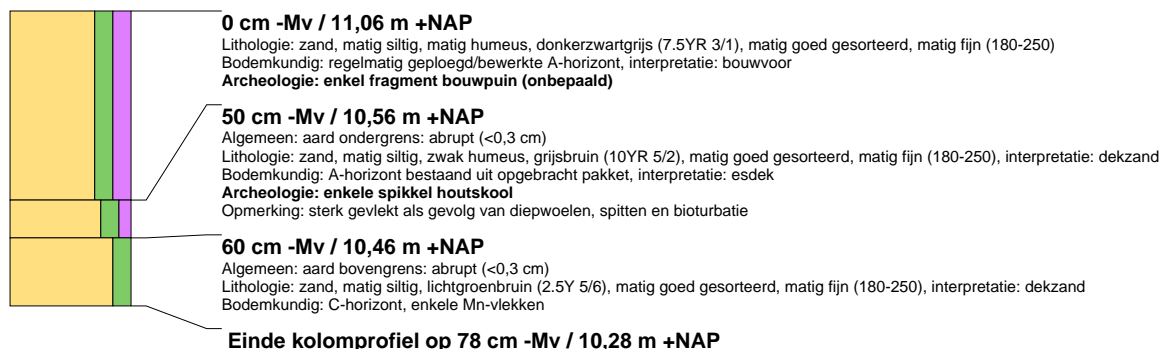 0 cm -Mv / 11,06 m +NAP
Lithologie: zand, matig siltig, matig humeus, donkerzwartgrijs (7.5YR 3/1), matig goed gesorteerd, matig fijn (180-250)
Bodemkundig: regelmatig geploegd/bewerkte A-horizont, interpretatie: bouwvoor
Archeologie: enkel fragment bouwpuin (onbepaald)
50 cm -Mv / 10,56 m +NAP
Algemeen: aard ondergrens: abrupt (<0,3 cm)
Lithologie: zand, matig siltig, zwak humeus, grijsbruin (10YR 5/2), matig goed gesorteerd, matig fijn (180-250), interpretatie: dekzand
Bodemkundig: A-horizont bestaand uit opgebracht pakket, interpretatie: esdek
Archeologie: enkele spikkel houtskool
Opmerking: sterk gevlekt als gevolg van diepwoelen, spitten en bioturbatie
60 cm -Mv / 10,46 m +NAP
Algemeen: aard bovengrens: abrupt (<0,3 cm)
Lithologie: zand, matig siltig, lichtgroenbruin (2.5Y 5/6), matig goed gesorteerd, matig fijn (180-250), interpretatie: dekzand
Bodemkundig: C-horizont, enkele Mn-vlekken
Einde kolomprofiel op 78 cm -Mv / 10,28 m +NAP